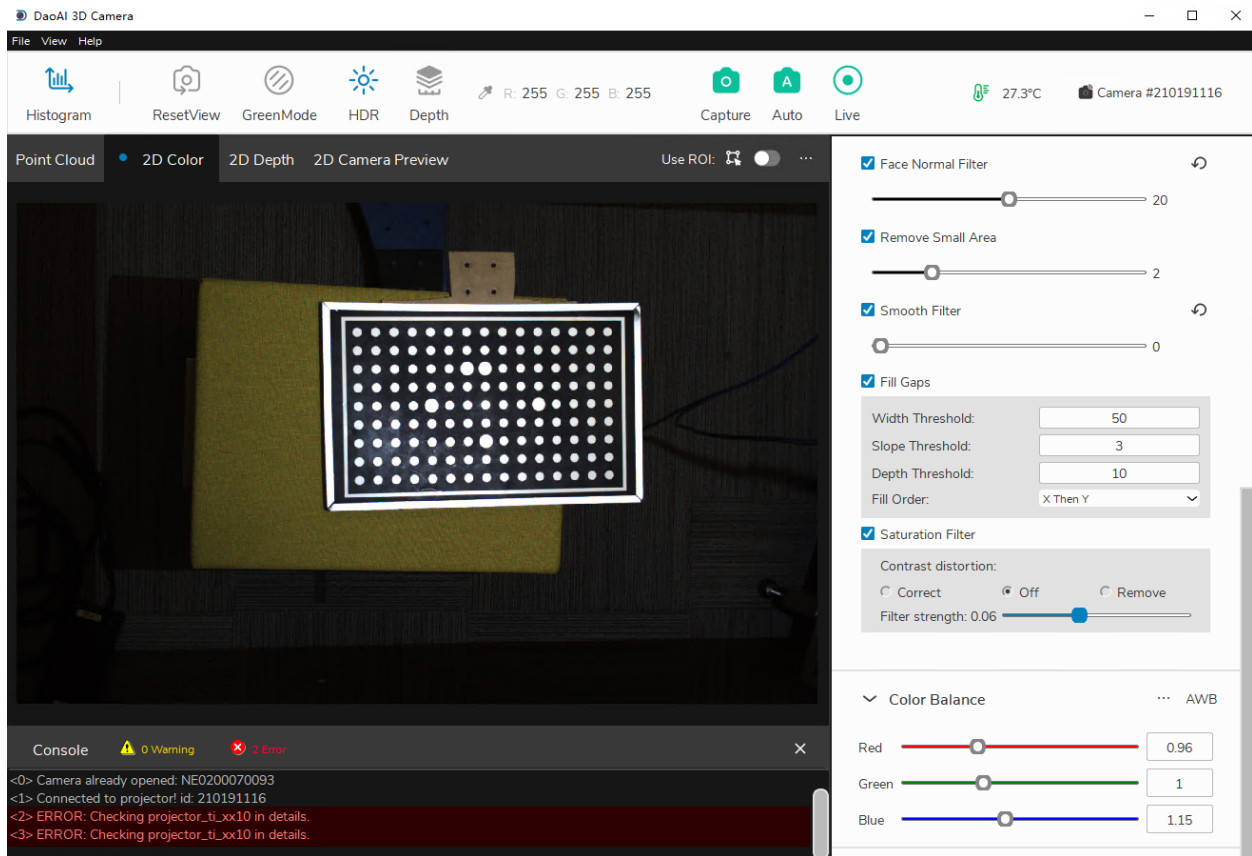 DaoAI 3D Camera
File View Help
Histogram
ResetView
GreenMode
HDR
Depth
R: 255 G: 255 B: 255
Capture
Auto
Live
27.3°C
Camera #210191116
Point Cloud
2D Color
2D Depth
2D Camera Preview
Use ROI:
Face Normal Filter
20
Remove Small Area
2
Smooth Filter
0
Fill Gaps
Width Threshold: 50
Slope Threshold: 3
Depth Threshold: 10
Fill Order: X Then Y
Saturation Filter
Contrast distortion:
Correct Off Remove
Filter strength: 0.06
Color Balance ... AWB
Red 0.96
Green 1
Blue 1.15
Console 0 Warning 2 Error
<0> Camera already opened: NE0200070093
<1> Connected to projector! id: 210191116
<2> ERROR: Checking projector_ti_xx10 in details.
<3> ERROR: Checking projector_ti_xx10 in details.